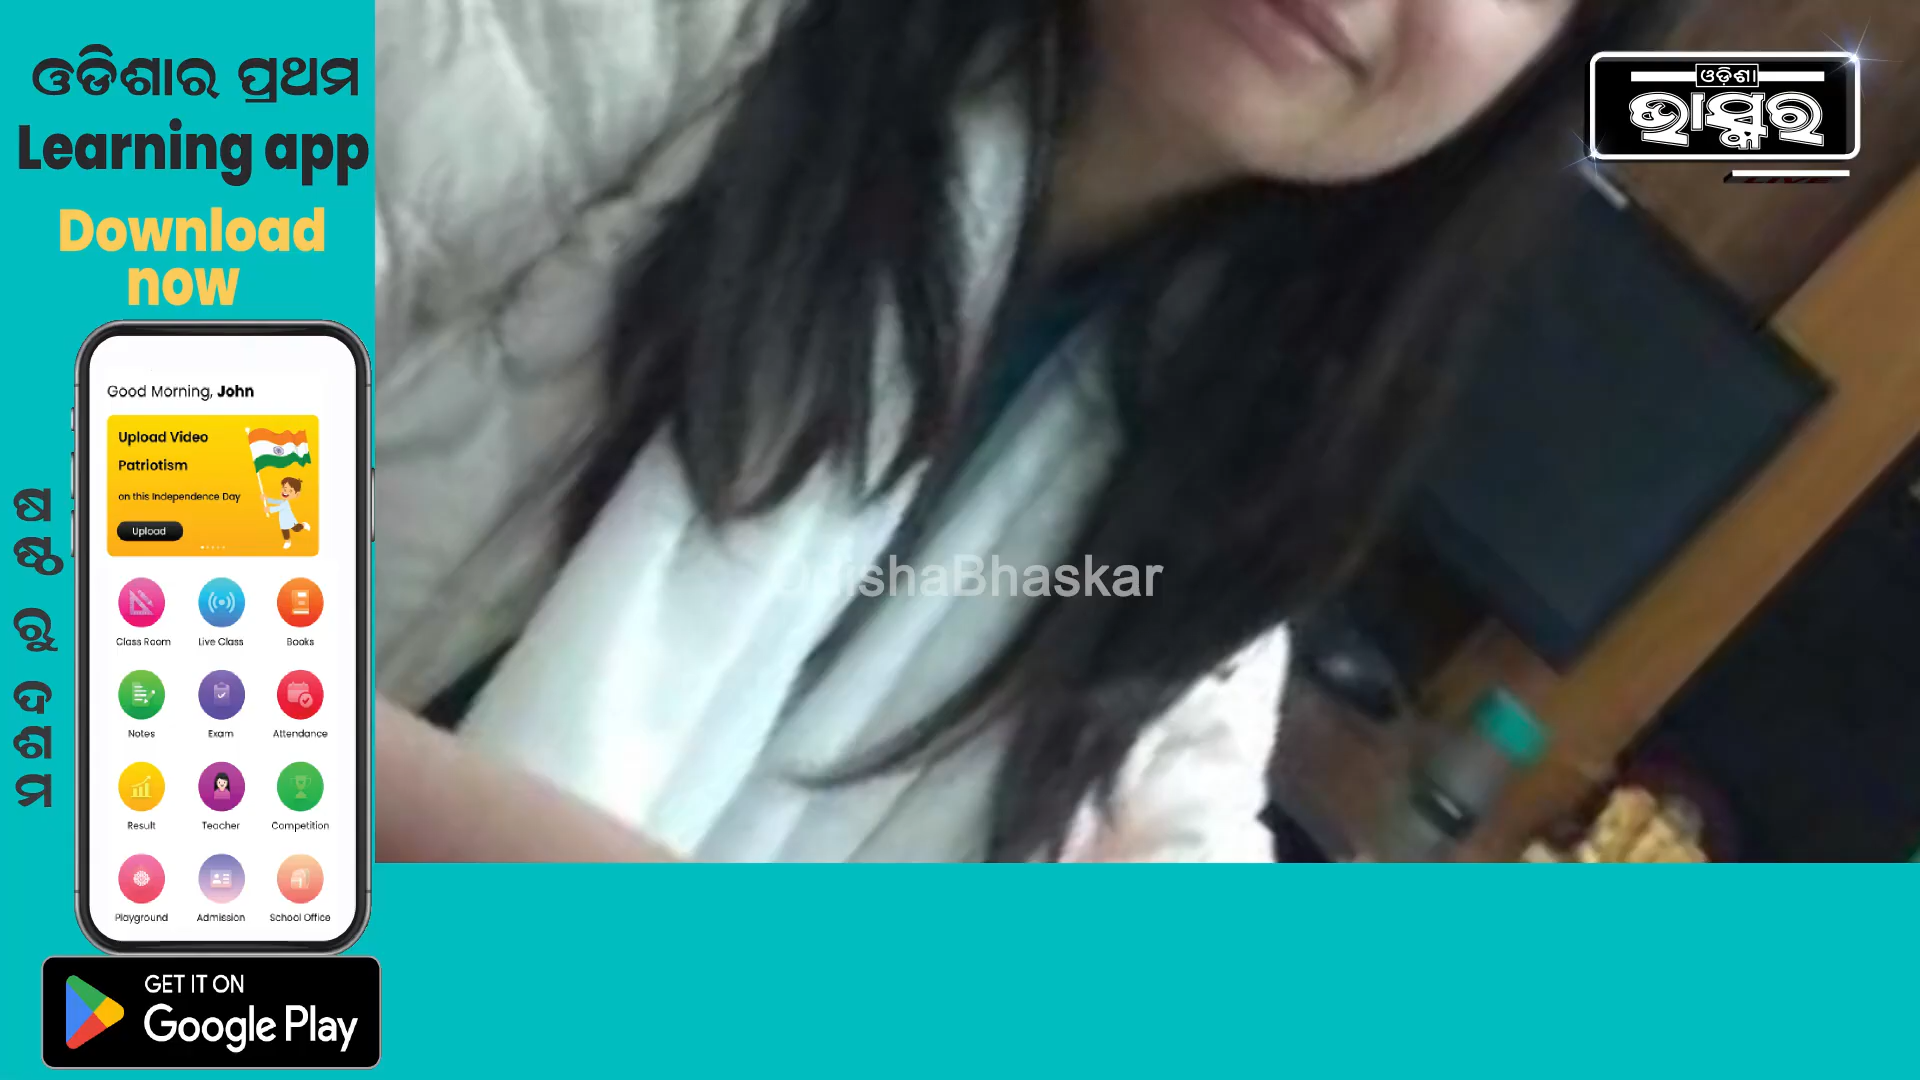 ଓଡିଶାର ପ୍ରଥମ
Learning app
Download
now
ଷଷ୍ଠ ରୁ ଦଶମ
Good Morning, John
Upload Video
Patriotism
on this Independence Day
Upload
Class Room Live Class Books
Notes Exam Attendance
Result Teacher Competition
Playground Admission School Office
GET IT ON
Google Play
ଓଡ଼ିଶା
ଭାସ୍କର
LIVE
OdishaBhaskar